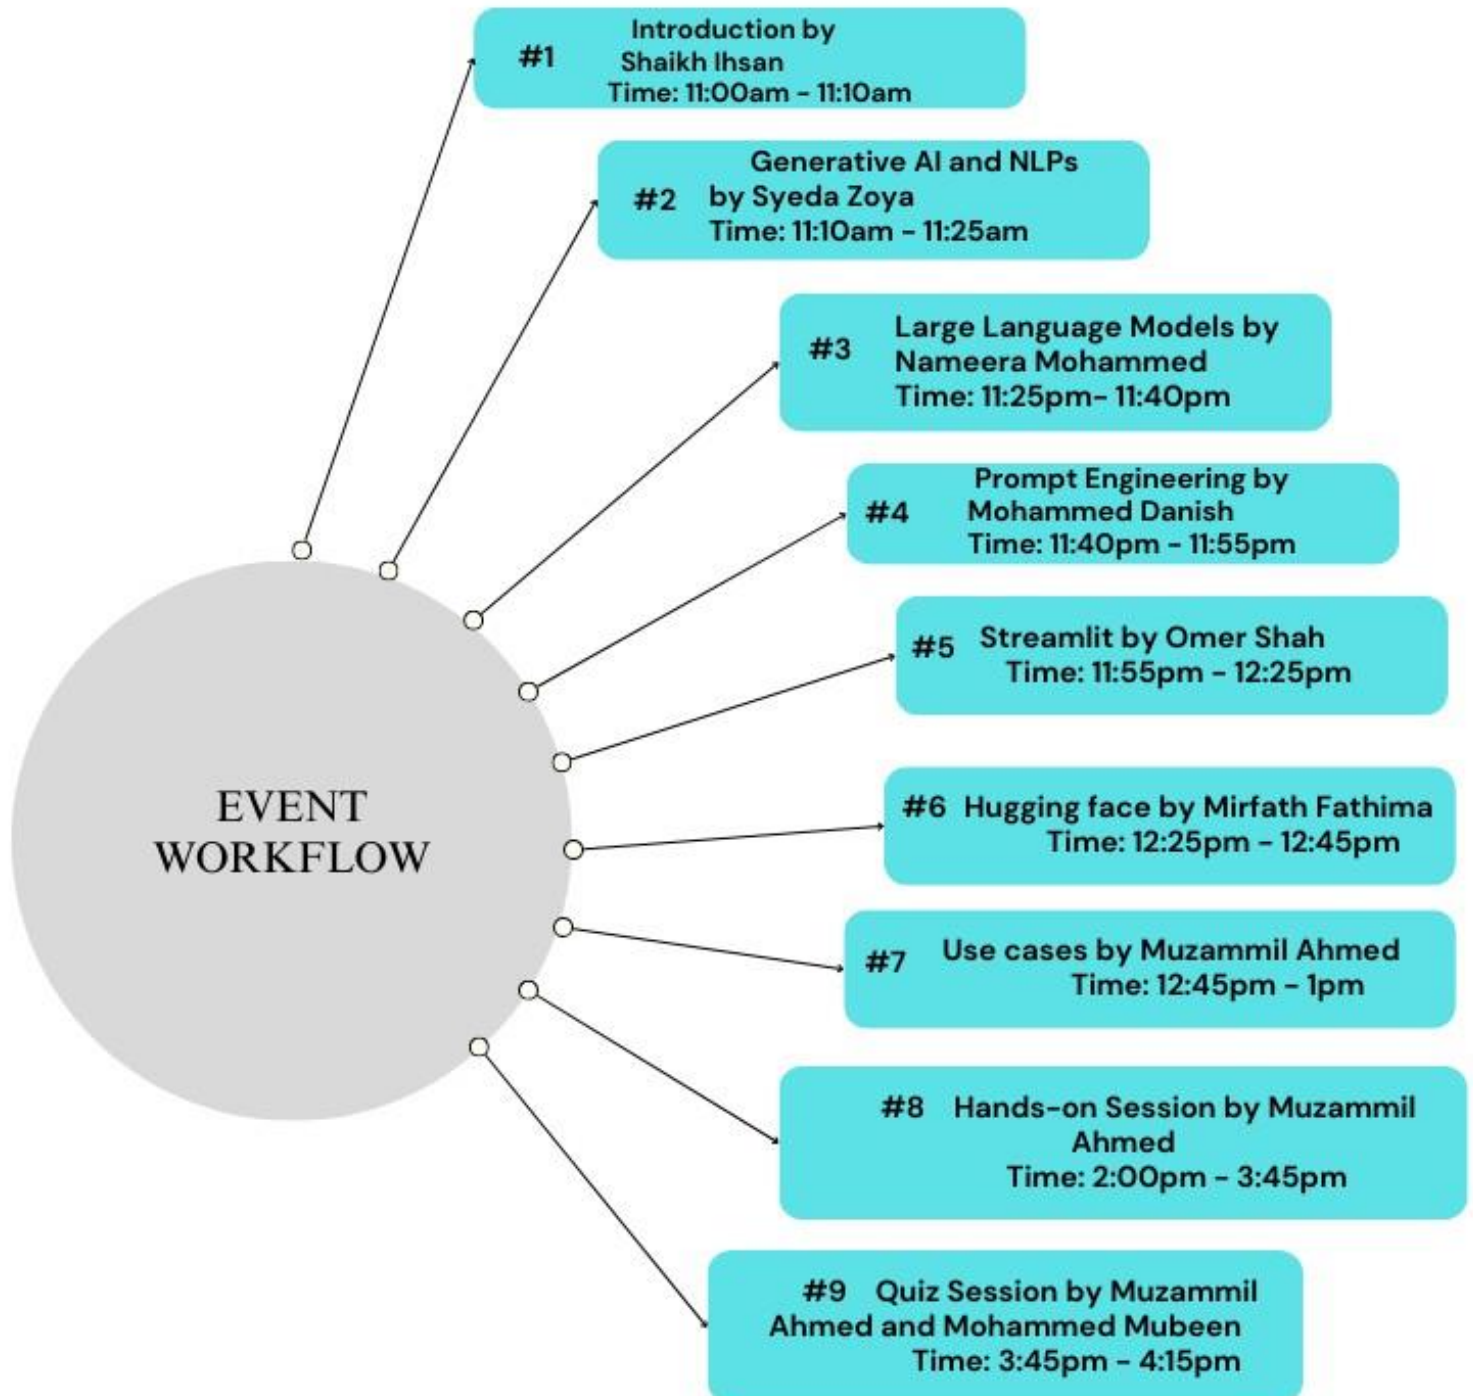 #1 Introduction by
Shaikh Ihsan
Time: 11:00am - 11:10am
Generative AI and NLPs
#2 by Syeda Zoya
Time: 11:10am - 11:25am
#3 Large Language Models by
Nameera Mohammed
Time: 11:25pm- 11:40pm
Prompt Engineering by
#4 Mohammed Danish
Time: 11:40pm - 11:55pm
#5 Streamlit by Omer Shah
Time: 11:55pm - 12:25pm
EVENT
WORKFLOW
#6 Hugging face by Mirfath Fathima
Time: 12:25pm - 12:45pm
#7 Use cases by Muzammil Ahmed
Time: 12:45pm - 1pm
#8 Hands-on Session by Muzammil
Ahmed
Time: 2:00pm - 3:45pm
#9 Quiz Session by Muzammil
Ahmed and Mohammed Mubeen
Time: 3:45pm - 4:15pm